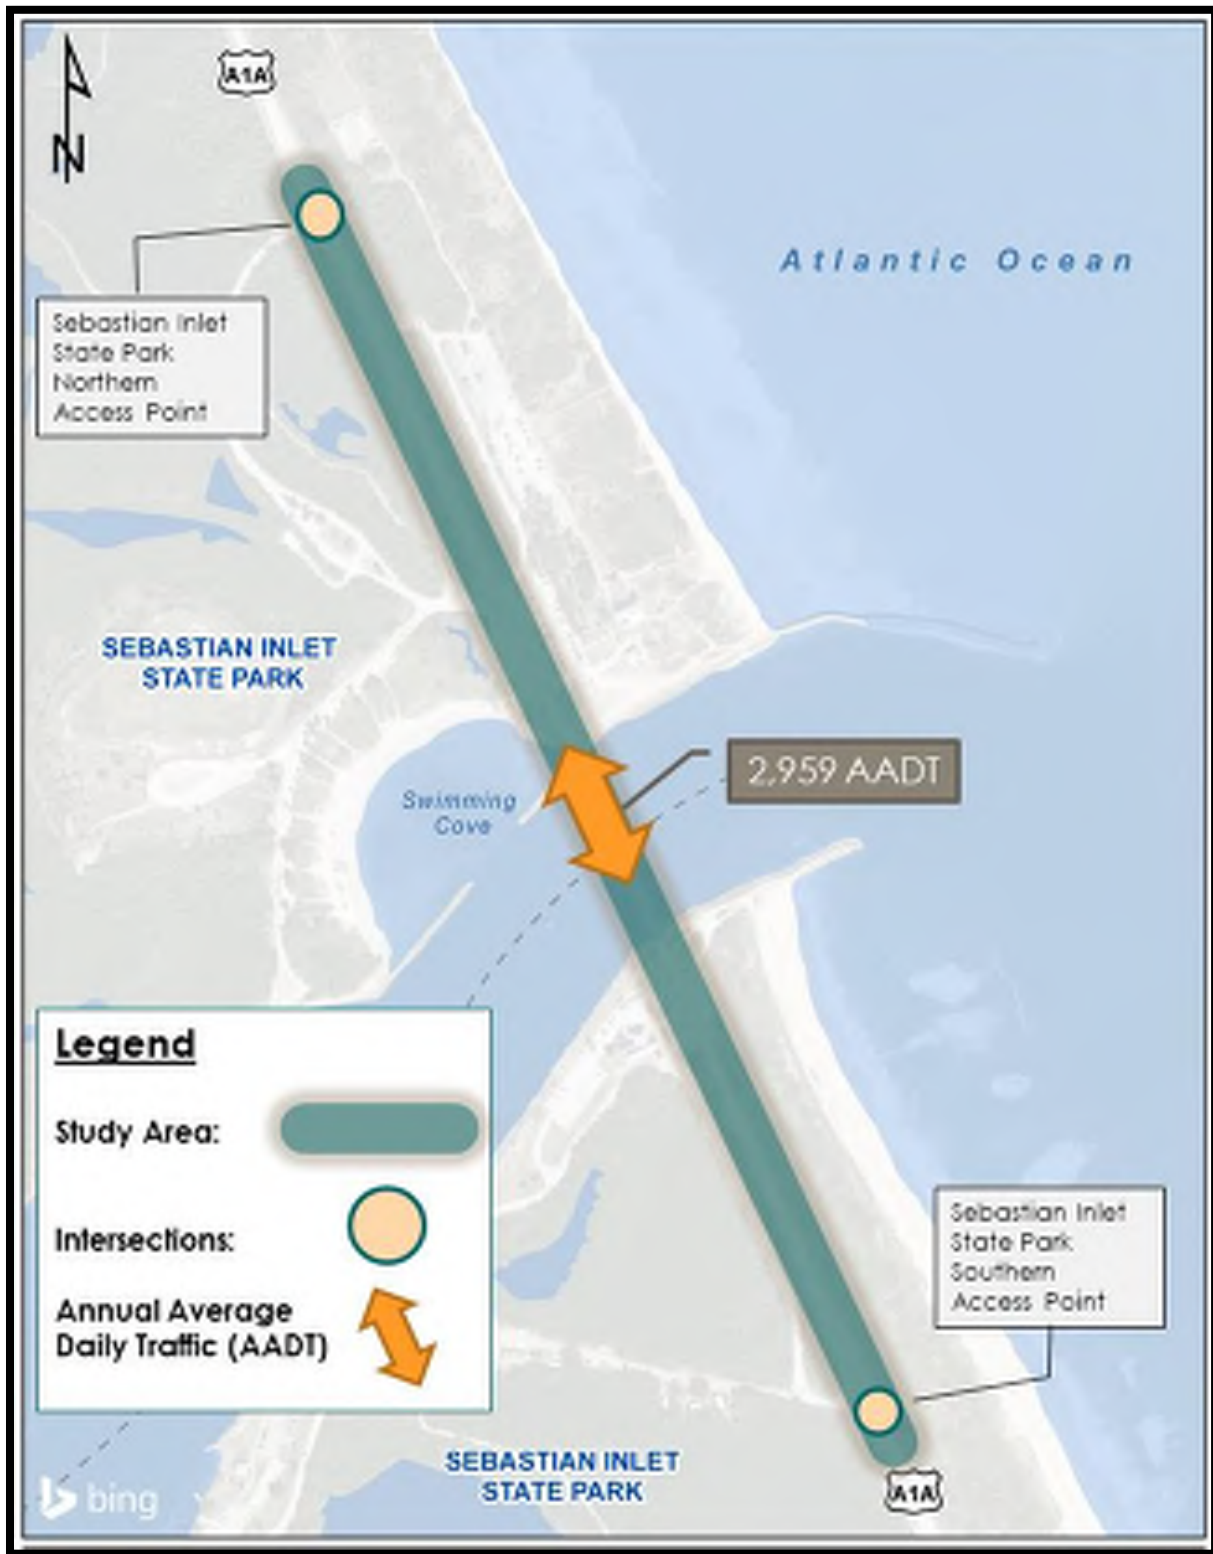 A1A
N
Atlantic Ocean
Sebastian Inlet
State Park
Northern
Access Point
SEBASTIAN INLET
STATE PARK
2,959 AADT
Swimming
Cove
Legend
Study Area:
Intersections:
Annual Average
Daily Traffic (AADT)
Sebastian Inlet
State Park
Southern
Access Point
SEBASTIAN INLET
STATE PARK
A1A
bing